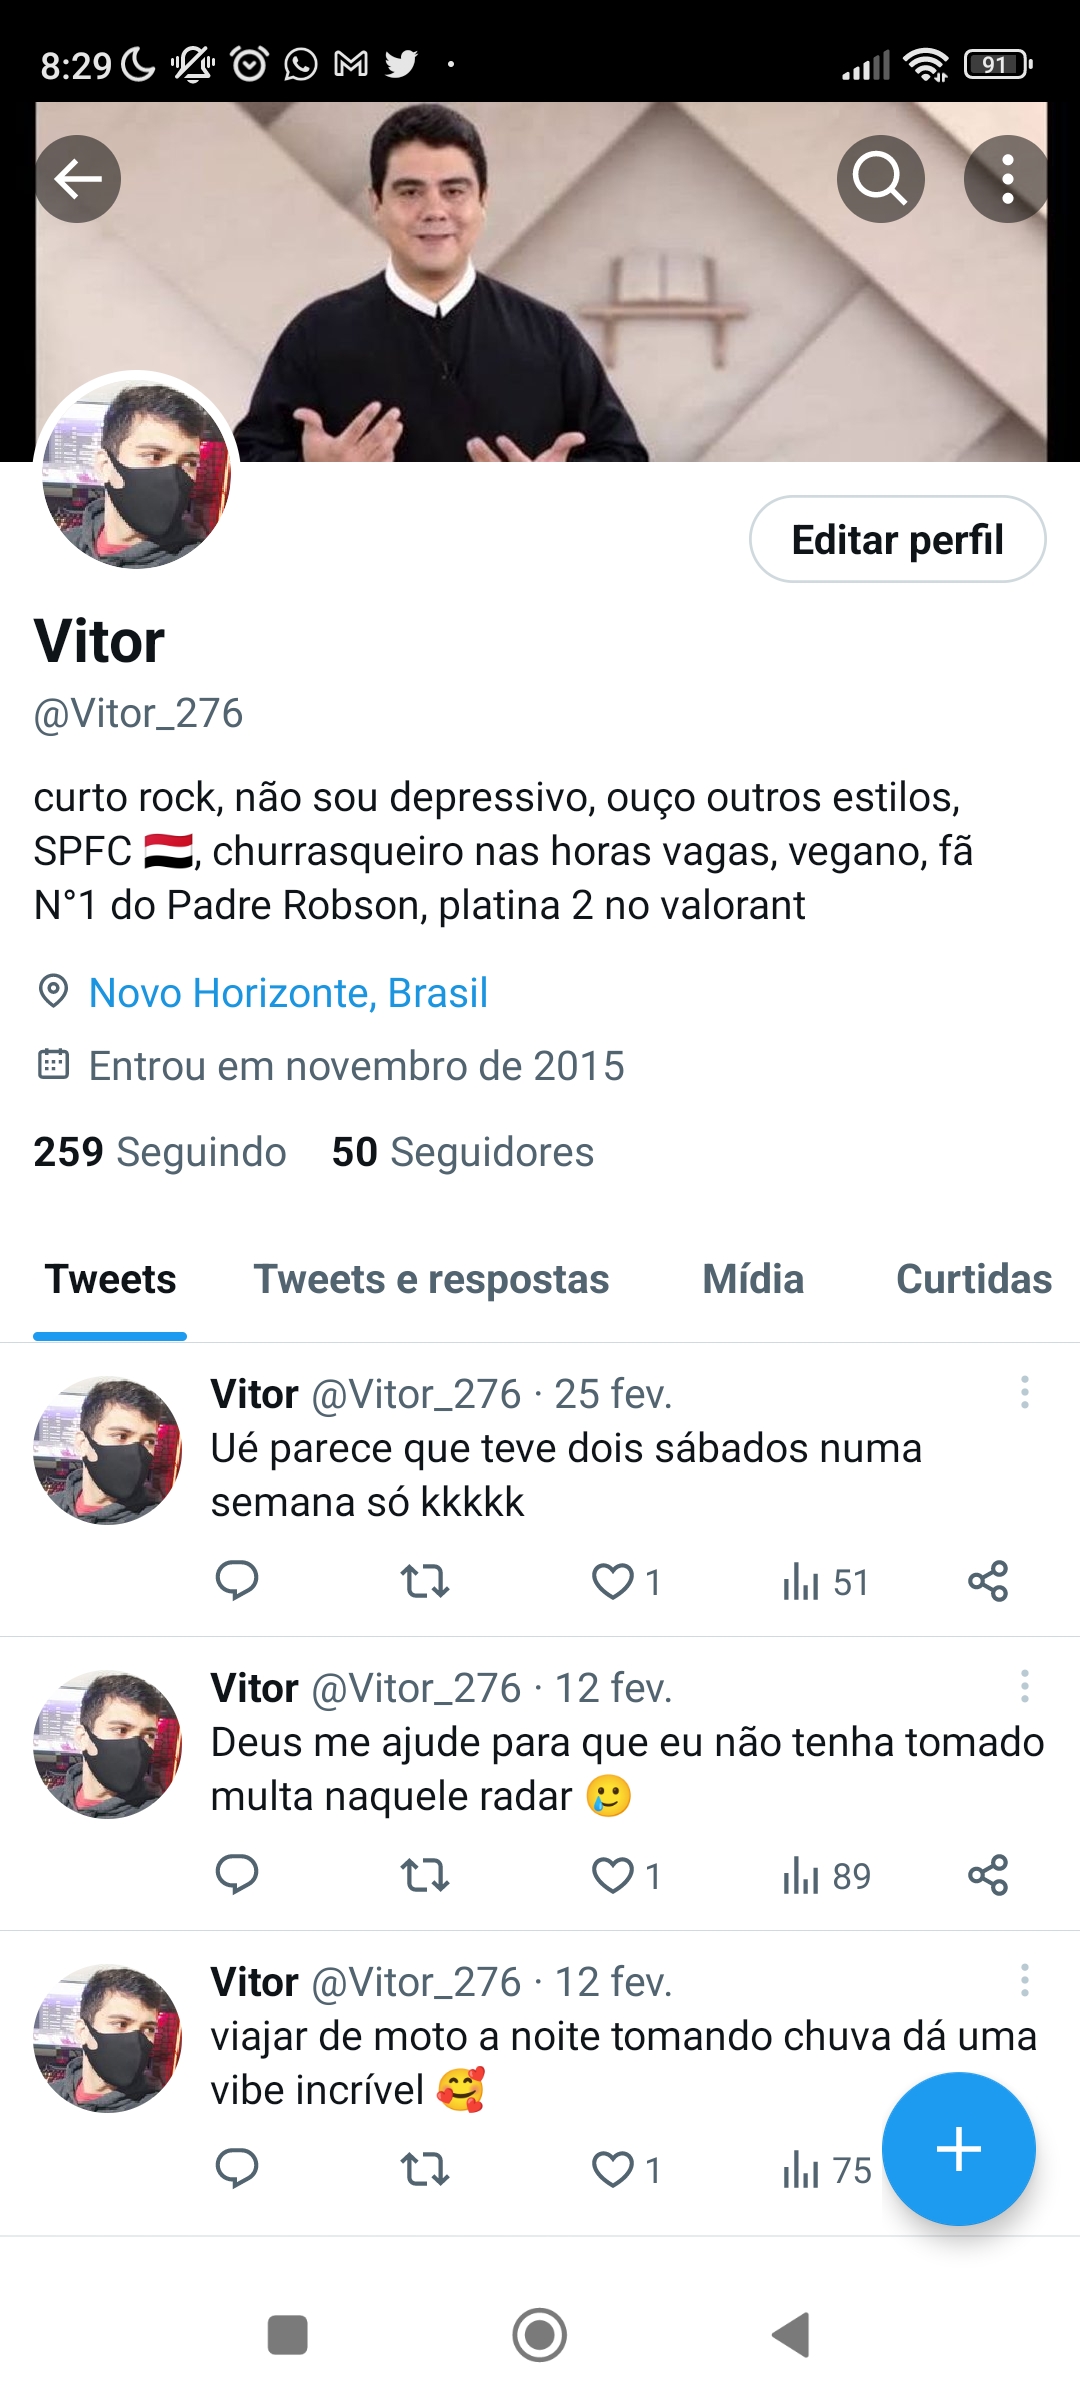 8:29
91
Editar perfil
Vitor
@Vitor_276
curto rock, não sou depressivo, ouço outros estilos,
SPFC 🇾🇪, churrasqueiro nas horas vagas, vegano, fã
N°1 do Padre Robson, platina 2 no valorant
Novo Horizonte, Brasil
Entrou em novembro de 2015
259 Seguindo 50 Seguidores
Tweets Tweets e respostas Mídia Curtidas
Vitor @Vitor_276 · 25 fev.
Ué parece que teve dois sábados numa
semana só kkkkk
1 51
Vitor @Vitor_276 · 12 fev.
Deus me ajude para que eu não tenha tomado
multa naquele radar 🥲
1 89
Vitor @Vitor_276 · 12 fev.
viajar de moto a noite tomando chuva dá uma
vibe incrível 🥰
1 75